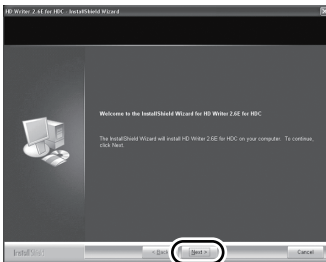 HD Writer 2.6E for HDC - InstallShield Wizard
Welcome to the InstallShield Wizard for HD Writer 2.6E for HDC
The InstallShield Wizard will install HD Writer 2.6E for HDC on your computer. To continue,
click Next.
InstallShield
< Back
Next >
Cancel